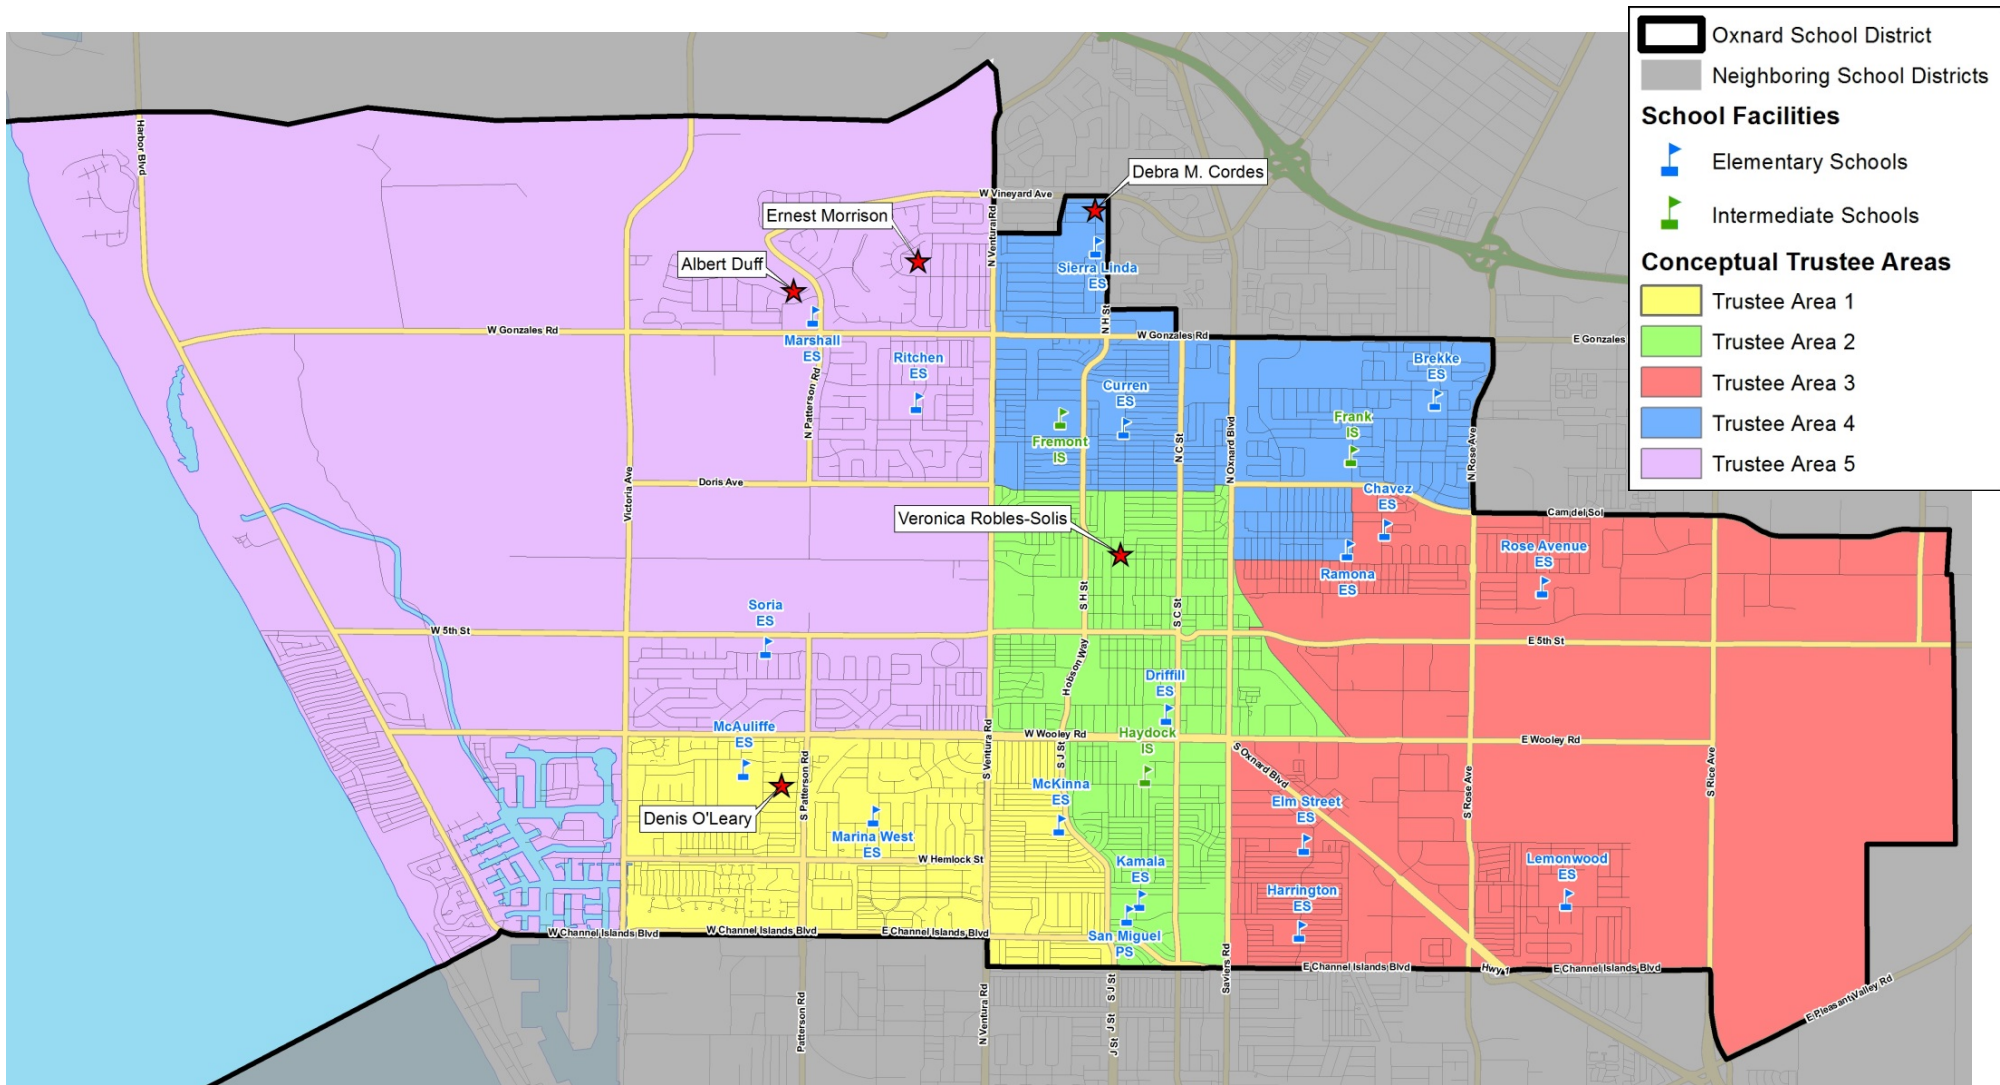 Oxnard School District
Neighboring School Districts
School Facilities
Elementary Schools
Intermediate Schools
Conceptual Trustee Areas
Trustee Area 1
Trustee Area 2
Trustee Area 3
Trustee Area 4
Trustee Area 5
Harbor Blvd
Debra M. Cordes
W Vineyard Ave
Ernest Morrison
N Ventura Rd
Albert Duff
Sierra Linda
ES
N H St
W Gonzales Rd
W Gonzales Rd
E Gonzales
Marshall
ES
Ritchen
ES
Brekke
ES
N Patterson Rd
Curren
ES
Fremont
IS
Frank
IS
N C St
N Oxnard Blvd
N Rose Ave
Victoria Ave
Doris Ave
Chavez
ES
Cam del Sol
Veronica Robles-Solis
Rose Avenue
ES
Ramona
ES
S H St
S C St
Soria
ES
W 5th St
E 5th St
Hobson Way
Driffill
ES
McAuliffe
ES
S Ventura Rd
W Wooley Rd
Haydock
IS
E Wooley Rd
S J St
S Oxnard Blvd
S Patterson Rd
S Rose Ave
S Rice Ave
McKinna
ES
Elm Street
ES
Denis O'Leary
Marina West
ES
W Hemlock St
Kamala
ES
Lemonwood
ES
Harrington
ES
W Channel Islands Blvd
W Channel Islands Blvd
E Channel Islands Blvd
San Miguel
PS
Saviers Rd
E Channel Islands Blvd
Hwy 1
E Channel Islands Blvd
E Pleasant Valley Rd
Patterson Rd
N Ventura Rd
S J St
J St
J St